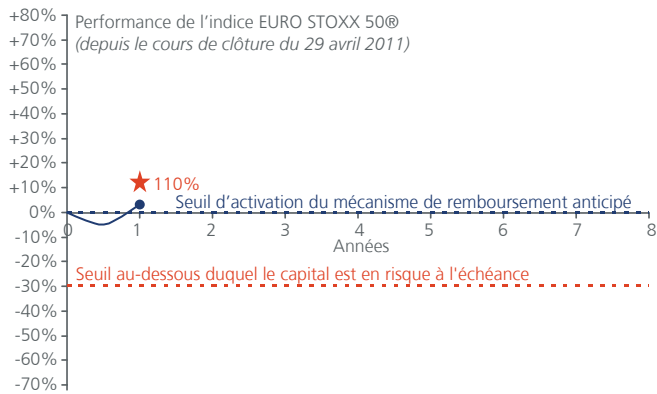 +80%
Performance de l’indice EURO STOXX 50®
+70%
(depuis le cours de clôture du 29 avril 2011)
+60%
+50%
+40%
+30%
+20%
110%
+10%
Seuil d’activation du mécanisme de remboursement anticipé
0%
0 1 2 3 4 5 6 7 8
-10%
Années
-20%
Seuil au-dessous duquel le capital est en risque à l'échéance
-30%
-40%
-50%
-60%
-70%